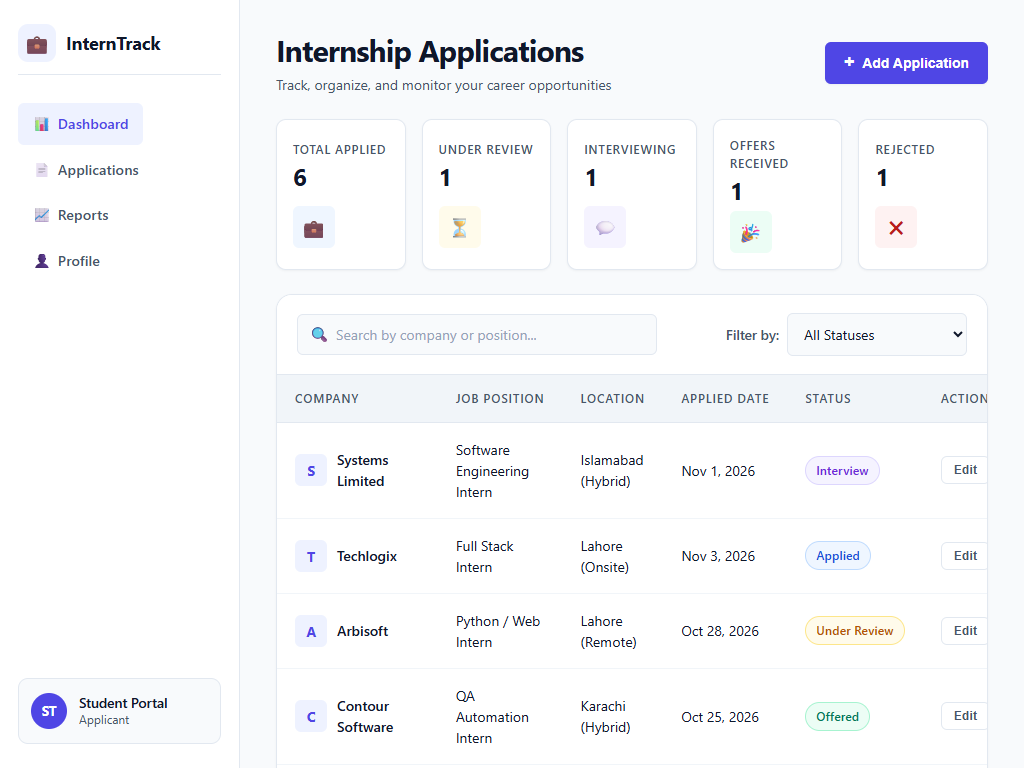 InternTrack
Dashboard
Applications
Reports
Profile
ST
Student Portal
Applicant
Internship Applications
Track, organize, and monitor your career opportunities
+ Add Application
TOTAL APPLIED
6
UNDER REVIEW
1
INTERVIEWING
1
OFFERS
RECEIVED
1
REJECTED
1
Search by company or position...
Filter by:
All Statuses
COMPANY JOB POSITION LOCATION APPLIED DATE STATUS ACTION
S
Systems
Limited
Software
Engineering
Intern
Islamabad
(Hybrid)
Nov 1, 2026
Interview
Edit
T
Techlogix
Full Stack
Intern
Lahore
(Onsite)
Nov 3, 2026
Applied
Edit
A
Arbisoft
Python / Web
Intern
Lahore
(Remote)
Oct 28, 2026
Under Review
Edit
C
Contour
Software
QA
Automation
Intern
Karachi
(Hybrid)
Oct 25, 2026
Offered
Edit